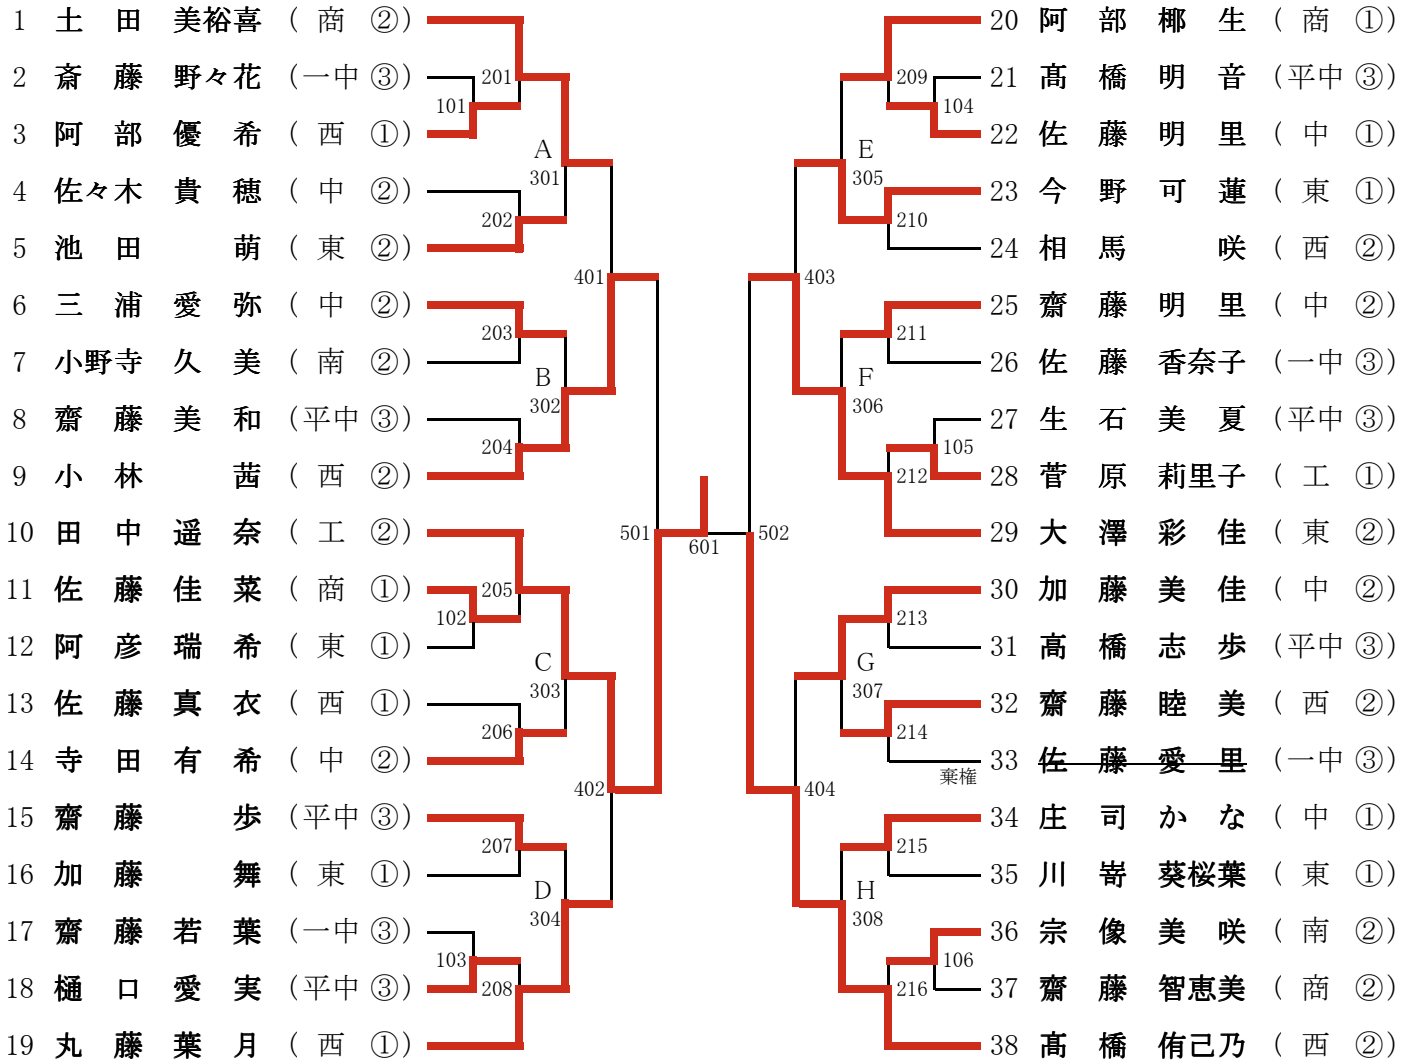 1 土田 美裕喜 ( 商 ②)
2 斎藤 野々花 (一中 ③)
3 阿部 優希 ( 西 ①)
4 佐々木 貴穂 ( 中 ②)
5 池田 萌 ( 東 ②)
6 三浦 愛弥 ( 中 ②)
7 小野寺 久美 ( 南 ②)
8 齋藤 美和 (平中 ③)
9 小林 茜 ( 西 ②)
10 田中 遥奈 ( 工 ②)
11 佐藤 佳菜 ( 商 ①)
12 阿彦 瑞希 ( 東 ①)
13 佐藤 真衣 ( 西 ①)
14 寺田 有希 ( 中 ②)
15 齋藤 歩 (平中 ③)
16 加藤 舞 ( 東 ①)
17 齋藤 若葉 (一中 ③)
18 樋口 愛実 (平中 ③)
19 丸藤 葉月 ( 西 ①)
201
101
A
301
202
401
203
B
302
204
501
205
102
C
303
206
402
207
D
304
103
208
601
209
104
E
305
210
403
211
F
306
105
212
502
213
G
307
214
棄権
404
215
H
308
106
216
20 阿部 椰生 ( 商 ①)
21 髙橋 明音 (平中 ③)
22 佐藤 明里 ( 中 ①)
23 今野 可蓮 ( 東 ①)
24 相馬 咲 ( 西 ②)
25 齋藤 明里 ( 中 ②)
26 佐藤 香奈子 (一中 ③)
27 生石 美夏 (平中 ③)
28 菅原 莉里子 ( 工 ①)
29 大澤 彩佳 ( 東 ②)
30 加藤 美佳 ( 中 ②)
31 高橋 志歩 (平中 ③)
32 齋藤 睦美 ( 西 ②)
33 佐藤 愛里 (一中 ③)
34 庄司 かな ( 中 ①)
35 川嵜 葵桜葉 ( 東 ①)
36 宗像 美咲 ( 南 ②)
37 齋藤 智恵美 ( 商 ②)
38 髙橋 侑己乃 ( 西 ②)